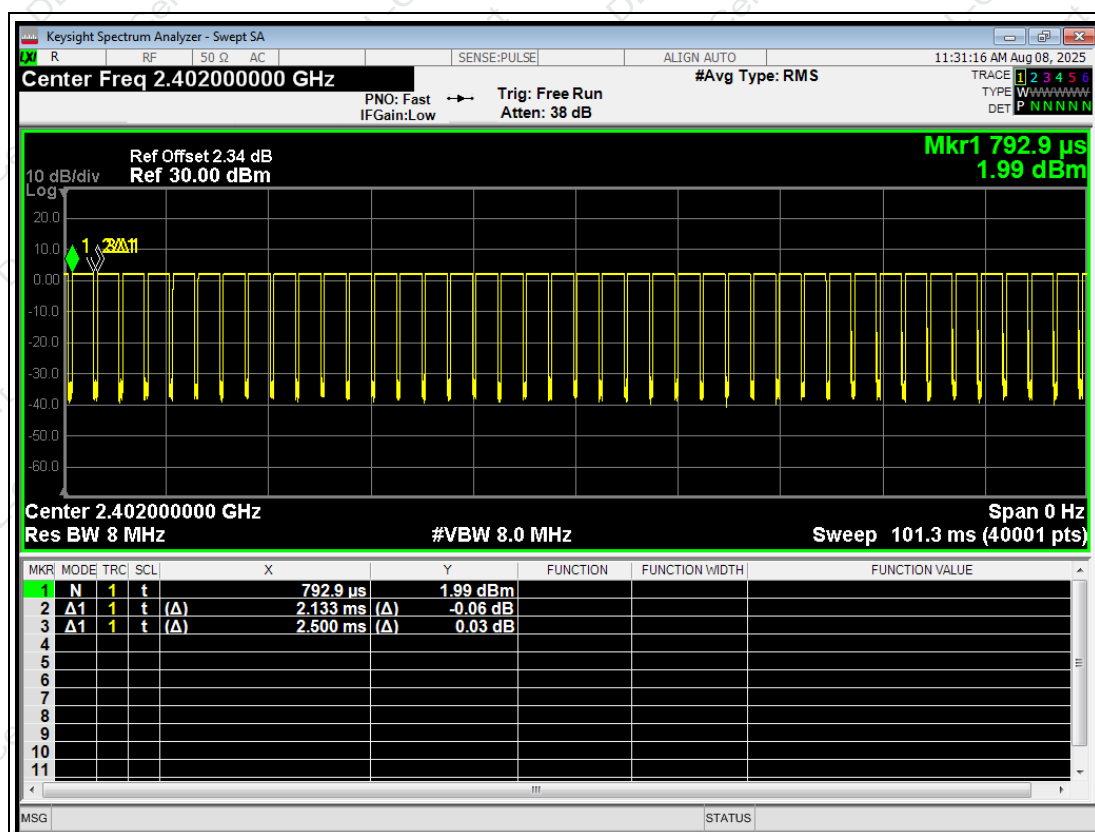 Keysight Spectrum Analyzer - Swept SA
LXI R RF 50 Ω AC SENSE:PULSE ALIGN AUTO 11:31:16 AM Aug 08, 2025
Center Freq 2.402000000 GHz #Avg Type: RMS TRACE 1 2 3 4 5 6
PNO: Fast Trig: Free Run TYPE WWWWWW
IFGain:Low Atten: 38 dB DET P N N N N N
Mkr1 792.9 µs
Ref Offset 2.34 dB
10 dB/div Ref 30.00 dBm 1.99 dBm
Log
20.0
10.0
1
0.00
-10.0
-20.0
-30.0
-40.0
-50.0
-60.0
Center 2.402000000 GHz Span 0 Hz
Res BW 8 MHz #VBW 8.0 MHz Sweep 101.3 ms (40001 pts)
MKR MODE TRC SCL X Y FUNCTION FUNCTION WIDTH FUNCTION VALUE
1 N 1 t 792.9 µs 1.99 dBm
2 Δ1 1 t (Δ) 2.133 ms (Δ) -0.06 dB
3 Δ1 1 t (Δ) 2.500 ms (Δ) 0.03 dB
4
5
6
7
8
9
10
11
MSG STATUS